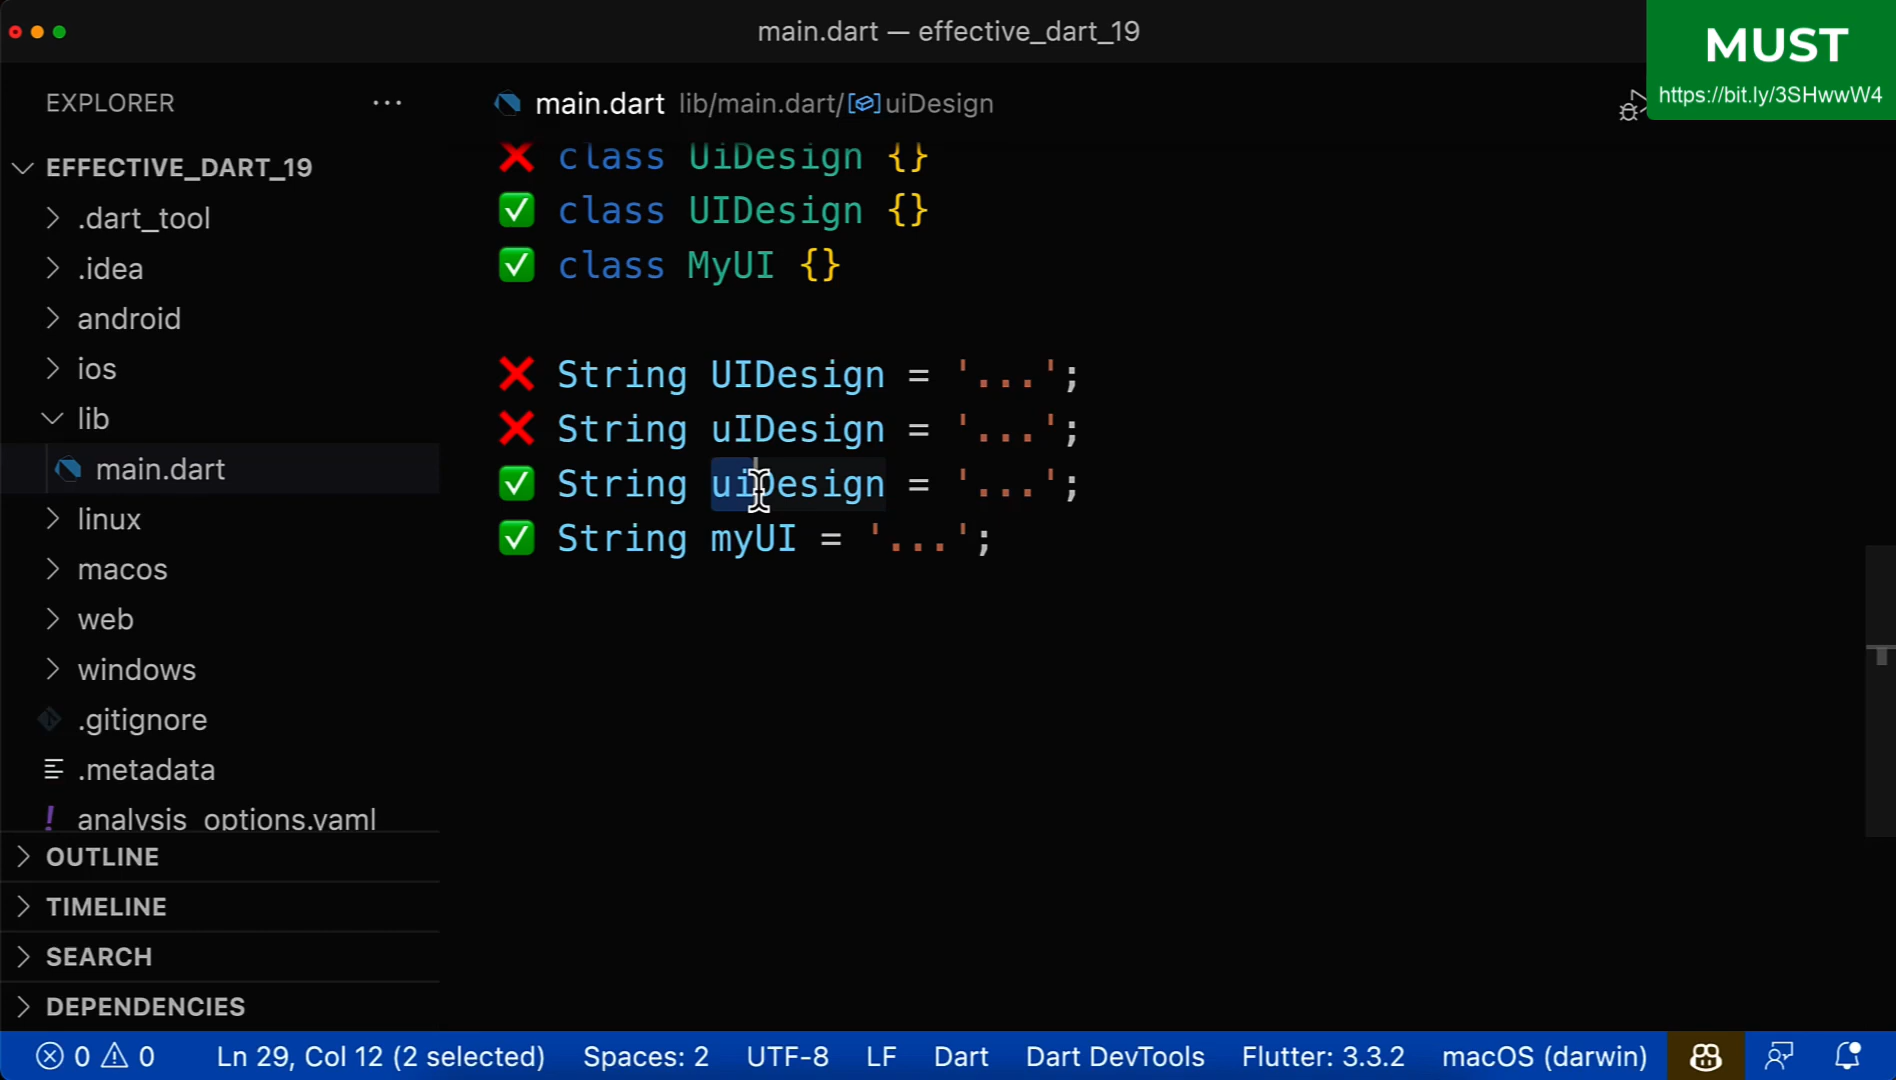 main.dart — effective_dart_19
MUST
https://bit.ly/3SHwwW4
EXPLORER
main.dart lib/main.dart/ uiDesign
EFFECTIVE_DART_19
.dart_tool
.idea
android
ios
lib
main.dart
linux
macos
web
windows
.gitignore
.metadata
analysis_options.yaml
OUTLINE
TIMELINE
SEARCH
DEPENDENCIES
❌ class UiDesign {}
✅ class UIDesign {}
✅ class MyUI {}
❌ String UIDesign = '...';
❌ String uIDesign = '...';
✅ String uiDesign = '...';
✅ String myUI = '...';
0 0 Ln 29, Col 12 (2 selected) Spaces: 2 UTF-8 LF Dart Dart DevTools Flutter: 3.3.2 macOS (darwin)